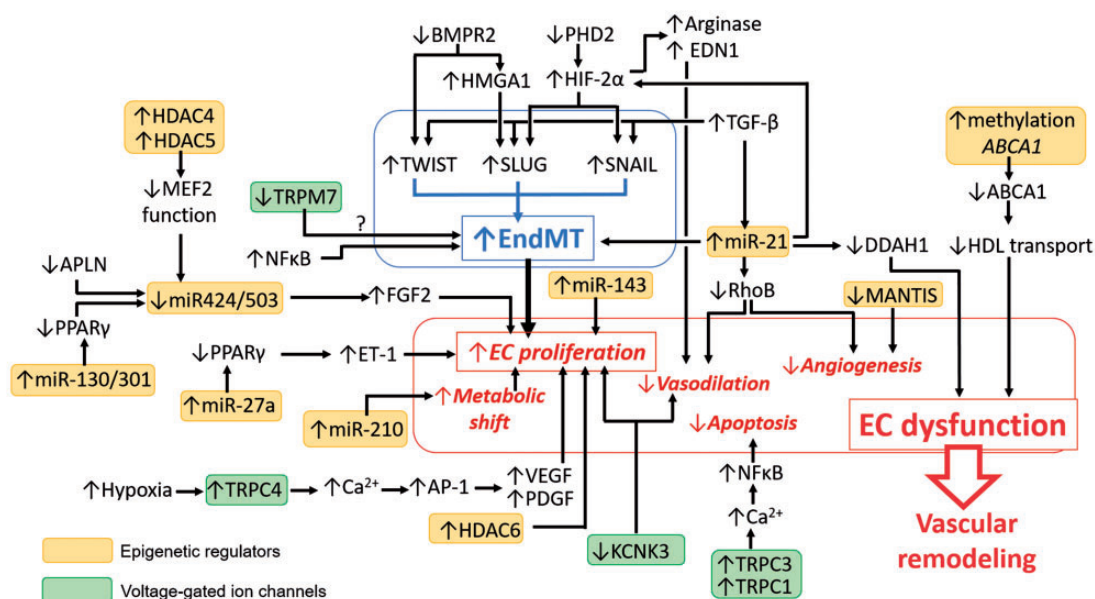 ↓BMPR2
↓PHD2
↑Arginase
↑ EDN1
↑HMGA1
↑HIF-2α
↑HDAC4
↑HDAC5
↑methylation
ABCA1
↑TGF-β
↑TWIST
↑SLUG
↑SNAIL
↓MEF2
function
↓TRPM7
?
↓ABCA1
↑EndMT
↑miR-21
↓DDAH1
↓HDL transport
↑NFκB
↓APLN
↓miR424/503
↑FGF2
↑miR-143
↓RhoB
↓MANTIS
↓PPARγ
↓PPARγ
↑ET-1
↑EC proliferation
↓Vasodilation
↓Angiogenesis
↑miR-130/301
↑miR-27a
↑miR-210
↑Metabolic
shift
↓Apoptosis
EC dysfunction
↑Hypoxia
↑TRPC4
↑Ca²⁺
↑AP-1
↑VEGF
↑PDGF
↑NFκB
↑HDAC6
↑Ca²⁺
↓KCNK3
↑TRPC3
↑TRPC1
Vascular
remodeling
Epigenetic regulators
Voltage-gated ion channels